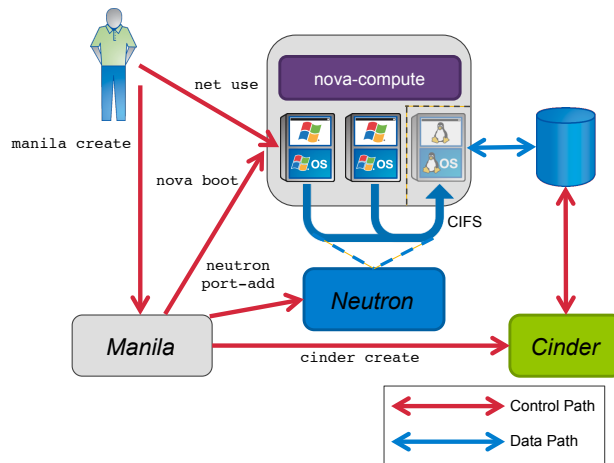 net use
nova-compute
manila create
OS
OS
OS
nova boot
CIFS
neutron
port-add
Neutron
Manila
cinder create
Cinder
Control Path
Data Path